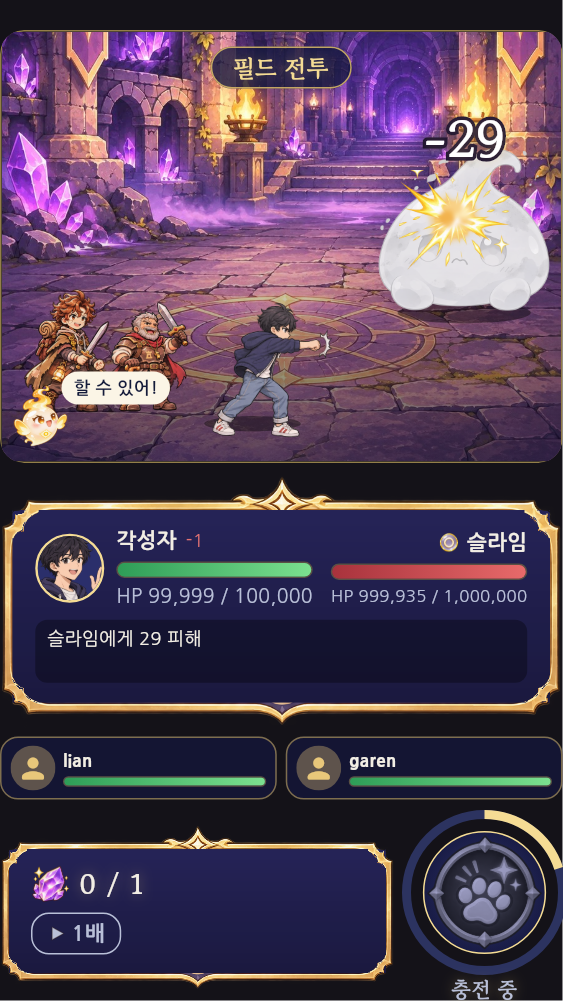 필드 전투
-29
할 수 있어!
각성자 -1
슬라임
HP 99,999 / 100,000
HP 999,935 / 1,000,000
슬라임에게 29 피해
lian
garen
0 / 1
▶ 1배
충전 중